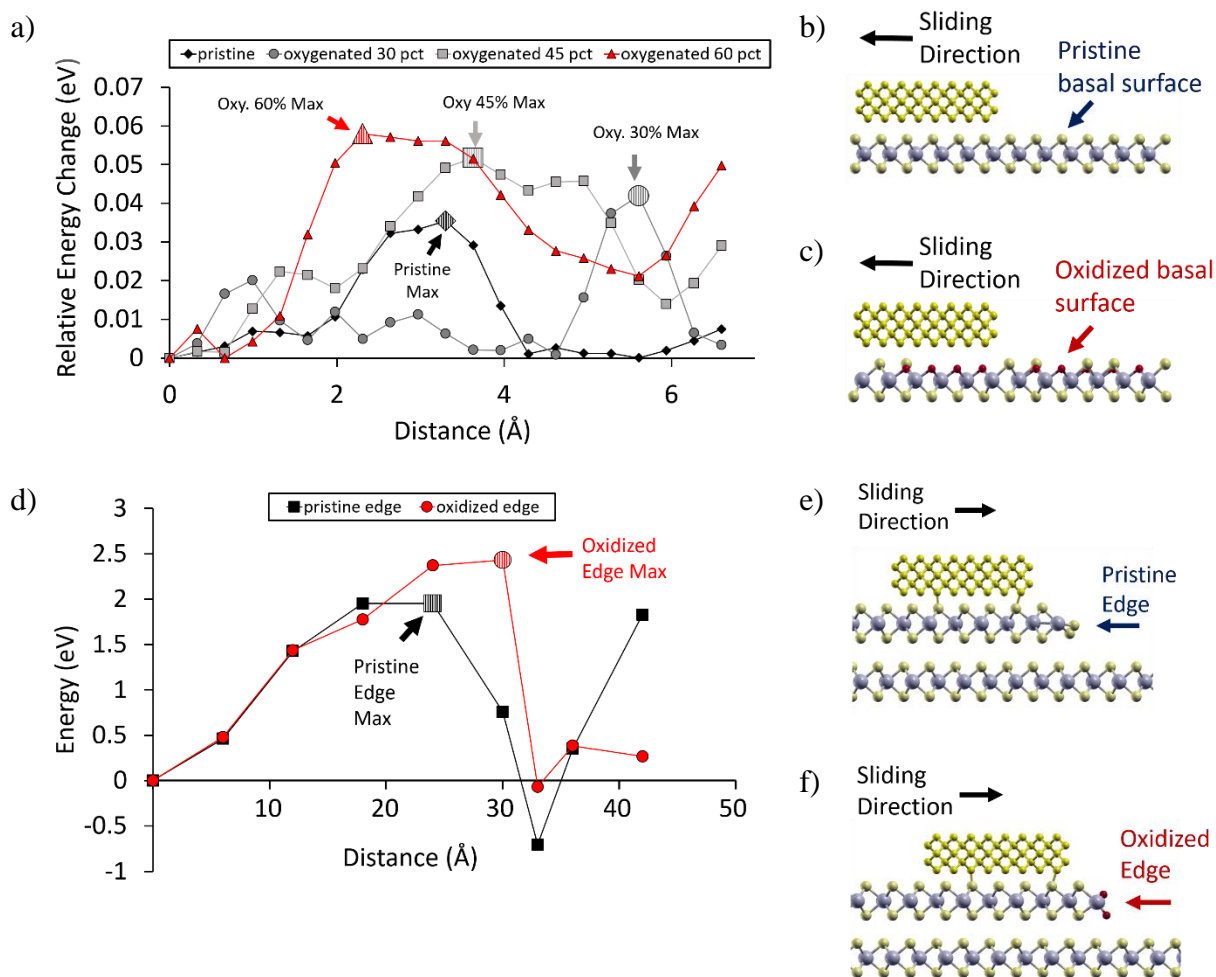 a)
pristine oxygenated 30 pct oxygenated 45 pct oxygenated 60 pct
0.07
0.06
0.05
0.04
0.03
0.02
0.01
0
Relative Energy Change (eV)
Oxy. 60% Max
Oxy 45% Max
Oxy. 30% Max
Pristine
Max
0 2 4 6
Distance (Å)
b)
Sliding
Direction
Pristine
basal surface
c)
Sliding
Direction
Oxidized basal
surface
d)
pristine edge oxidized edge
3
2.5
2
1.5
1
0.5
0
-0.5
-1
Energy (eV)
Oxidized
Edge Max
Pristine
Edge
Max
10 20 30 40 50
Distance (Å)
e)
Sliding
Direction
Pristine
Edge
f)
Sliding
Direction
Oxidized
Edge